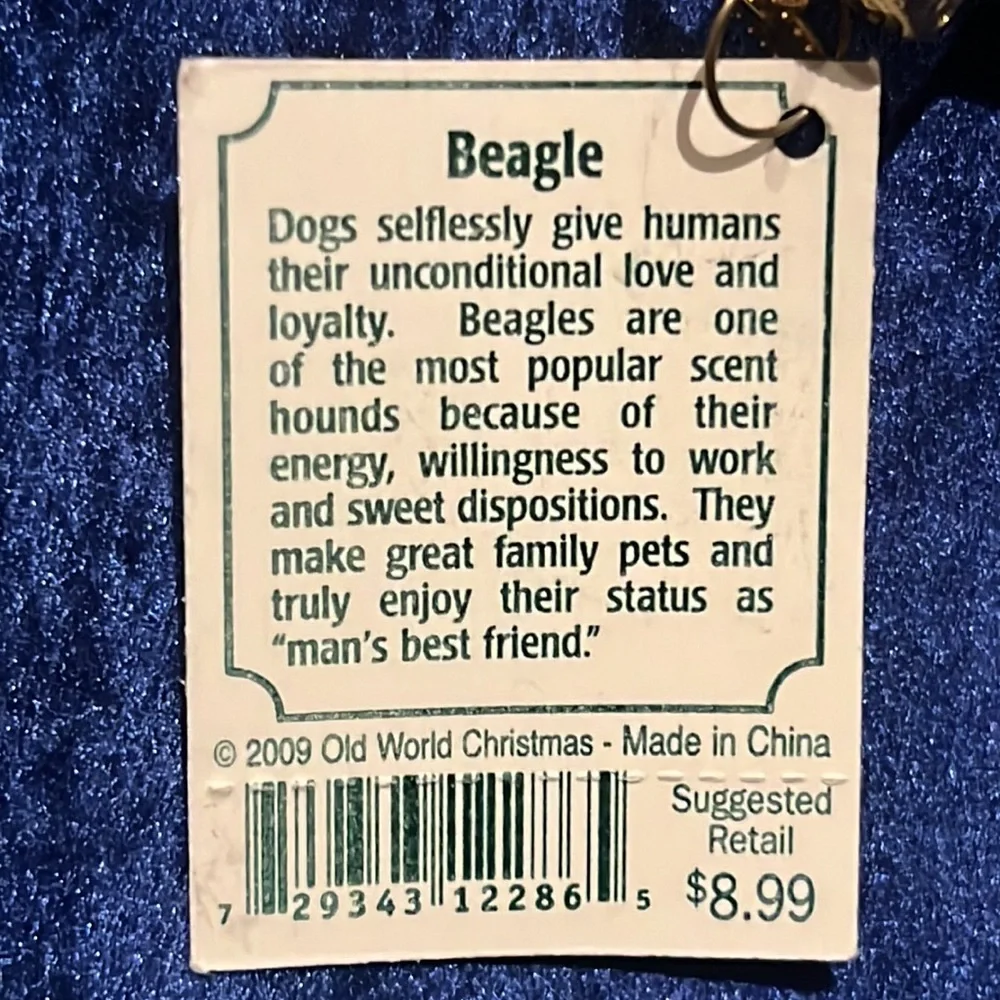 Beagle
Dogs selflessly give humans
their unconditional love and
loyalty. Beagles are one
of the most popular scent
hounds because of their
energy, willingness to work
and sweet dispositions. They
make great family pets and
truly enjoy their status as
“man’s best friend.”
© 2009 Old World Christmas - Made in China
Suggested
Retail
$8.99
7 29343 12286 5